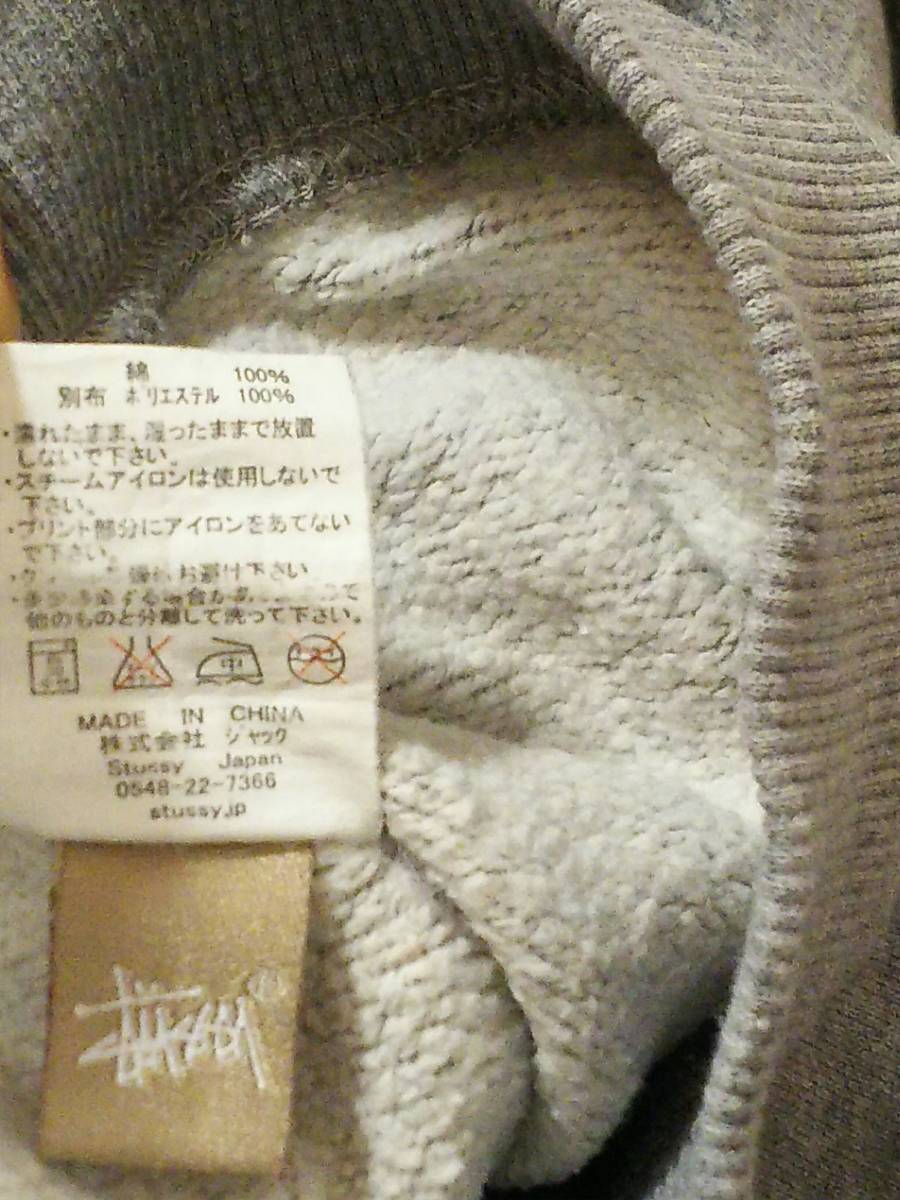 綿 100%
別布 ポリエステル 100%
・濡れたまま、湿ったままで放置
しないで下さい。
・スチームアイロンは使用しないで
下さい。
・プリント部分にアイロンをあてない
で下さい。
お避け下さい
他のものと分離して洗って下さい。
中
MADE IN CHINA
株式会社 ジャック
Stussy Japan
0548-22-7366
stussy.jp
Stussy ®